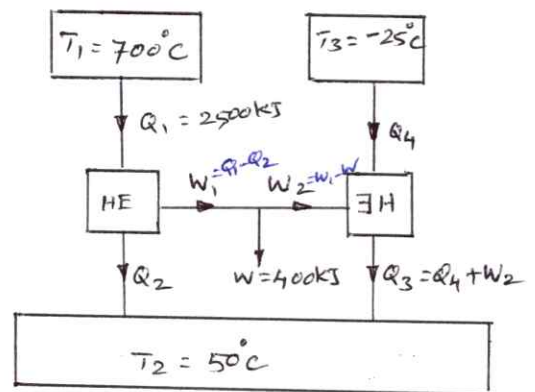 T₁ = 700°C
T₃ = -25°C
Q₁ = 2500kJ
Q₄
W₁ =Q₁-Q₂
W₂ =W₁-W
HE
ƎH
Q₂
W=400kJ
Q₃ = Q₄ + W₂
T₂ = 50°C